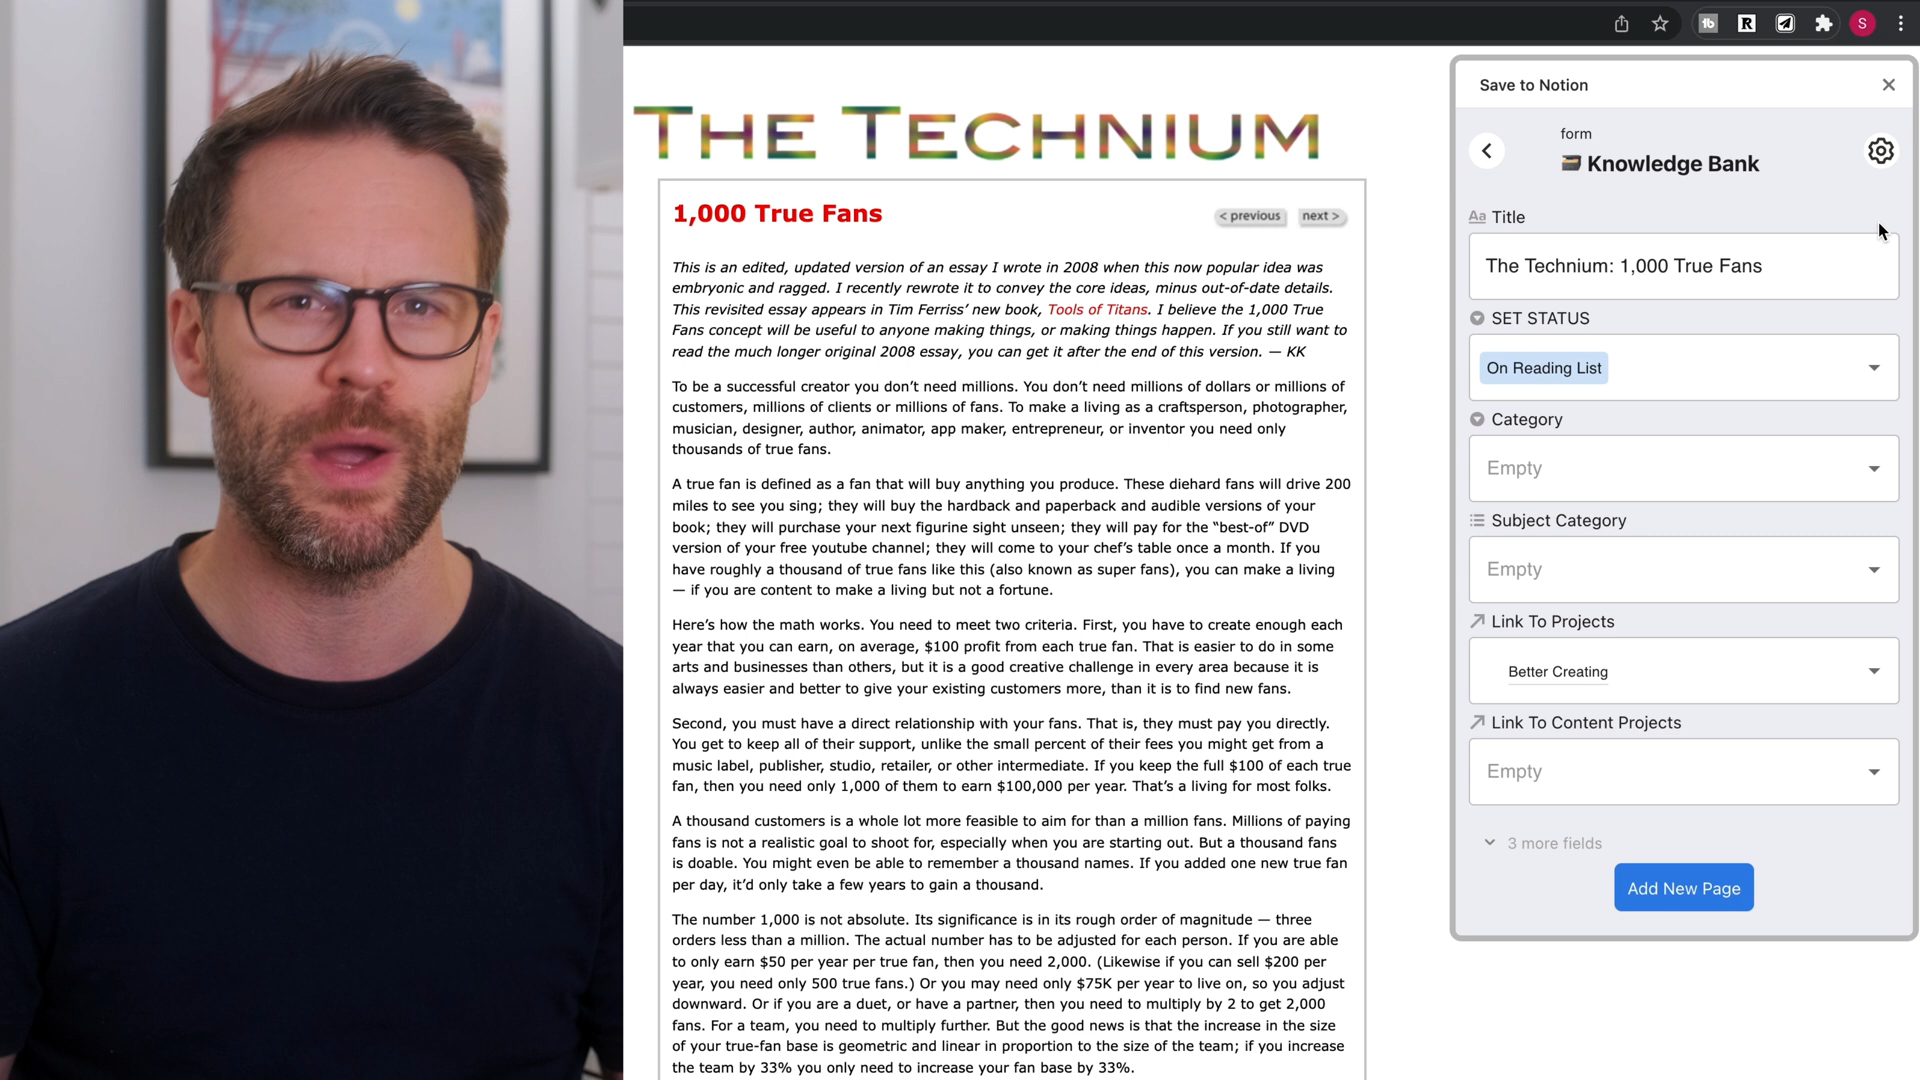 THE TECHNIUM
1,000 True Fans
< previous
next >
This is an edited, updated version of an essay I wrote in 2008 when this now popular idea was
embryonic and ragged. I recently rewrote it to convey the core ideas, minus out-of-date details.
This revisited essay appears in Tim Ferriss’ new book, Tools of Titans. I believe the 1,000 True
Fans concept will be useful to anyone making things, or making things happen. If you still want to
read the much longer original 2008 essay, you can get it after the end of this version. — KK
To be a successful creator you don’t need millions. You don’t need millions of dollars or millions of
customers, millions of clients or millions of fans. To make a living as a craftsperson, photographer,
musician, designer, author, animator, app maker, entrepreneur, or inventor you need only
thousands of true fans.
A true fan is defined as a fan that will buy anything you produce. These diehard fans will drive 200
miles to see you sing; they will buy the hardback and paperback and audible versions of your
book; they will purchase your next figurine sight unseen; they will pay for the “best-of” DVD
version of your free youtube channel; they will come to your chef’s table once a month. If you
have roughly a thousand of true fans like this (also known as super fans), you can make a living
— if you are content to make a living but not a fortune.
Here’s how the math works. You need to meet two criteria. First, you have to create enough each
year that you can earn, on average, $100 profit from each true fan. That is easier to do in some
arts and businesses than others, but it is a good creative challenge in every area because it is
always easier and better to give your existing customers more, than it is to find new fans.
Second, you must have a direct relationship with your fans. That is, they must pay you directly.
You get to keep all of their support, unlike the small percent of their fees you might get from a
music label, publisher, studio, retailer, or other intermediate. If you keep the full $100 of each true
fan, then you need only 1,000 of them to earn $100,000 per year. That’s a living for most folks.
A thousand customers is a whole lot more feasible to aim for than a million fans. Millions of paying
fans is not a realistic goal to shoot for, especially when you are starting out. But a thousand fans
is doable. You might even be able to remember a thousand names. If you added one new true fan
per day, it’d only take a few years to gain a thousand.
The number 1,000 is not absolute. Its significance is in its rough order of magnitude — three
orders less than a million. The actual number has to be adjusted for each person. If you are able
to only earn $50 per year per true fan, then you need 2,000. (Likewise if you can sell $200 per
year, you need only 500 true fans.) Or you may need only $75K per year to live on, so you adjust
downward. Or if you are a duet, or have a partner, then you need to multiply by 2 to get 2,000
fans. For a team, you need to multiply further. But the good news is that the increase in the size
of your true-fan base is geometric and linear in proportion to the size of the team; if you increase
the team by 33% you only need to increase your fan base by 33%.
tb
R
S
Save to Notion
form
Knowledge Bank
Aa Title
The Technium: 1,000 True Fans
SET STATUS
On Reading List
Category
Empty
Subject Category
Empty
Link To Projects
Better Creating
Link To Content Projects
Empty
3 more fields
Add New Page